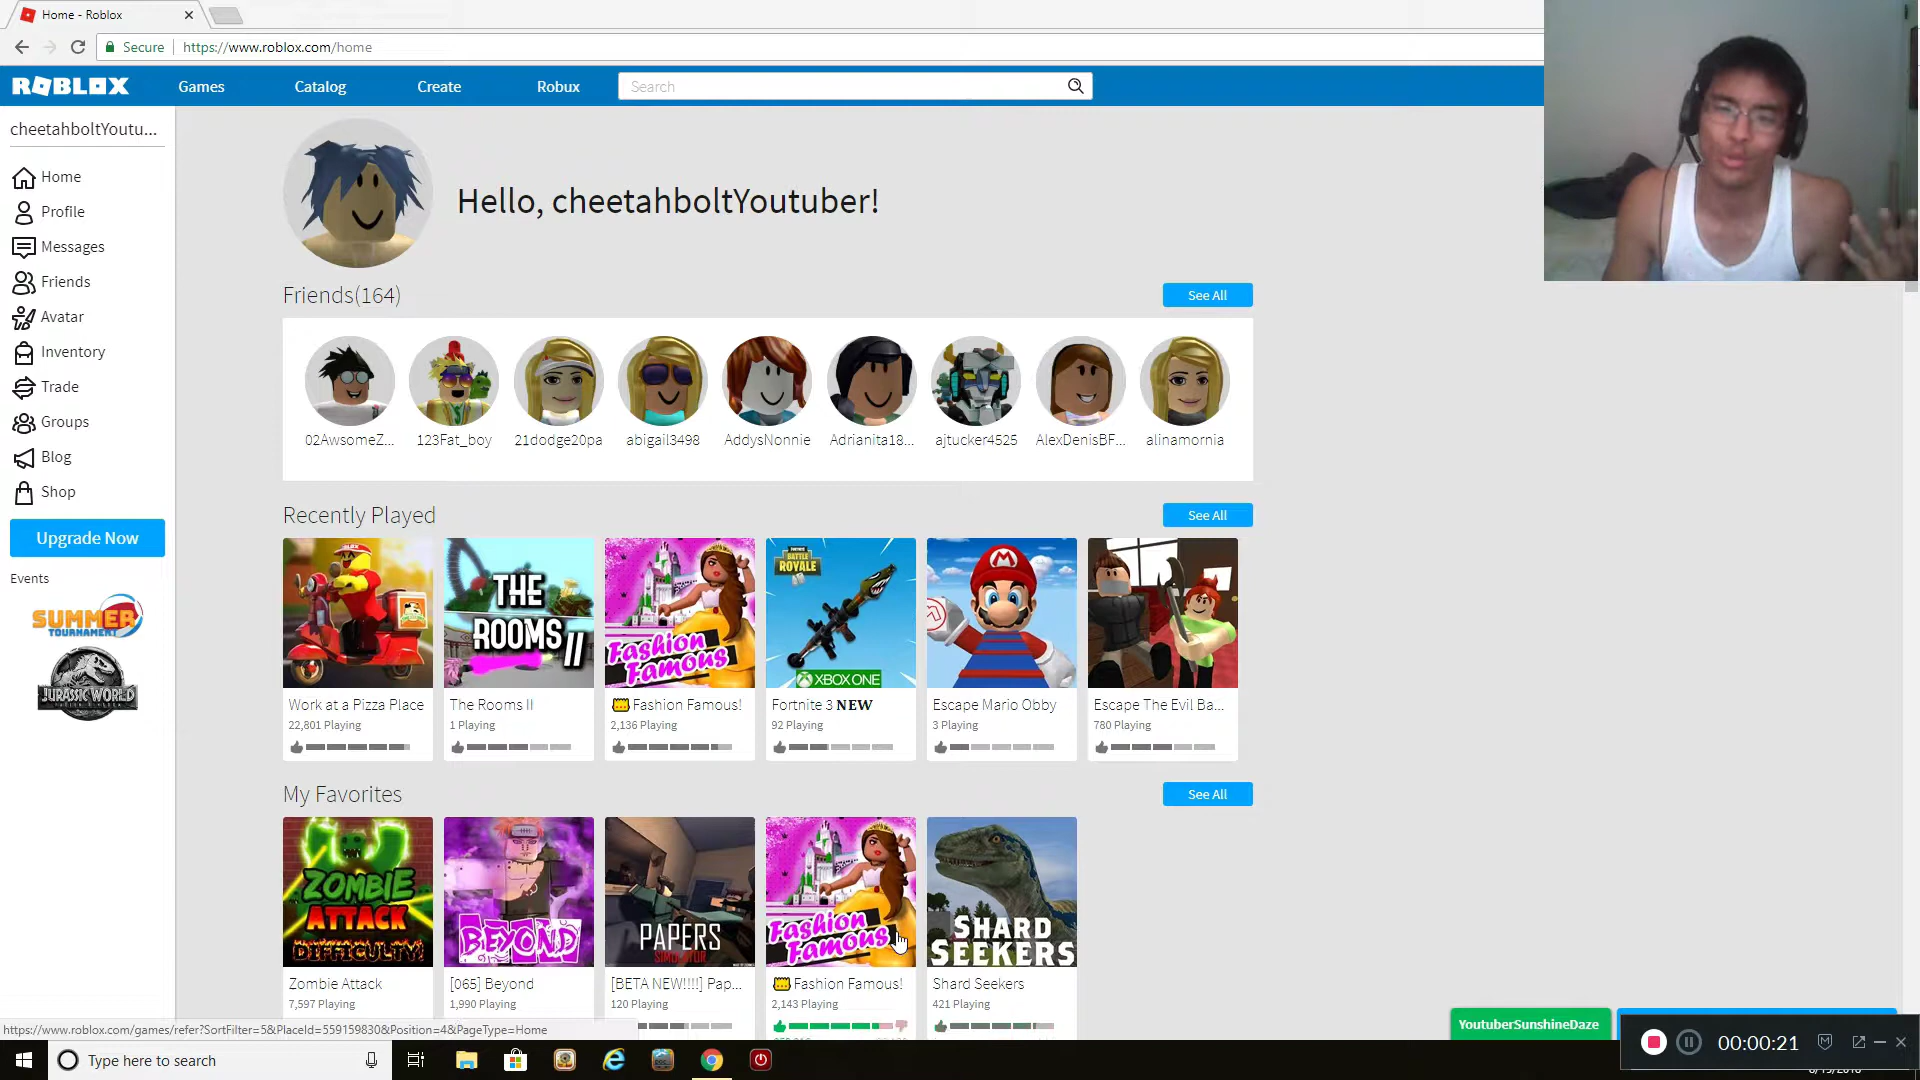 Home - Roblox
Secure https://www.roblox.com/home
ROBLOX Games Catalog Create Robux Search
cheetahboltYoutu...
Home
Profile
Messages
Friends
Avatar
Inventory
Trade
Groups
Blog
Shop
Upgrade Now
Events
SUMMER
TOURNAMENT
JURASSIC WORLD
Hello, cheetahboltYoutuber!
Friends(164) See All
02AwsomeZ... 123Fat_boy 21dodge20pa abigail3498 AddysNonnie Adrianita18... ajtucker4525 AlexDenisBF... alinamornia
Recently Played See All
THE
ROOMS
II
Fashion
Famous
BATTLE
ROYALE
XBOX ONE
Work at a Pizza Place The Rooms II Fashion Famous! Fortnite 3 NEW Escape Mario Obby Escape The Evil Ba...
22,801 Playing 1 Playing 2,136 Playing 92 Playing 3 Playing 780 Playing
My Favorites See All
ZOMBIE
ATTACK
DIFFICULTY!
BEYOND
PAPERS
SIMULATOR
Fashion
Famous
SHARD
SEEKERS
Zombie Attack [065] Beyond [BETA NEW!!!!] Pap... Fashion Famous! Shard Seekers
7,597 Playing 1,990 Playing 120 Playing 2,143 Playing 421 Playing
https://www.roblox.com/games/refer?SortFilter=5&PlaceId=559159830&Position=4&PageType=Home
YoutuberSunshineDaze
00:00:21
Type here to search